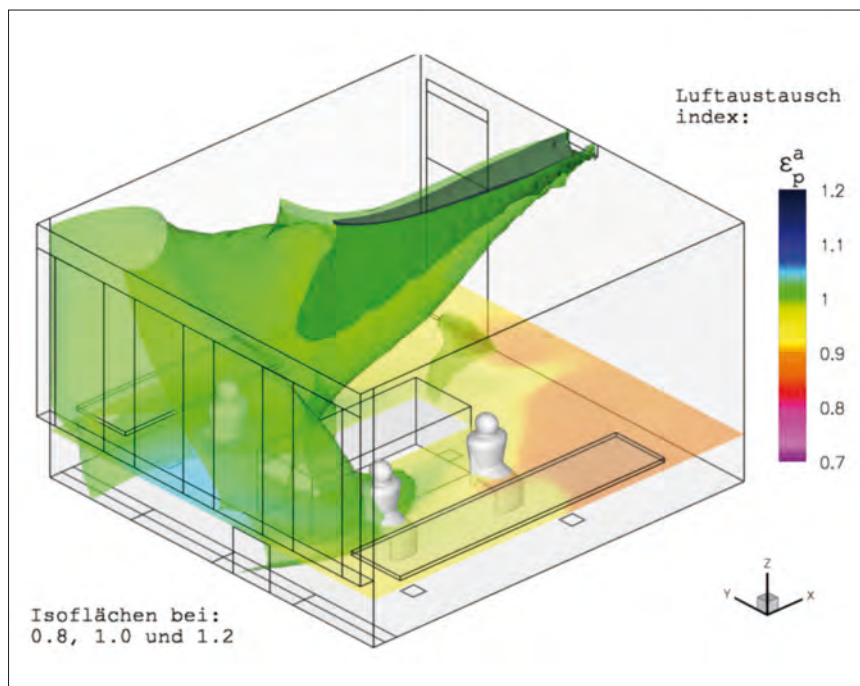 Luftaustausch
index:
ε_p^a
1.2
1.1
1
0.9
0.8
0.7
Z
Y
X
Isoflächen bei:
0.8, 1.0 und 1.2